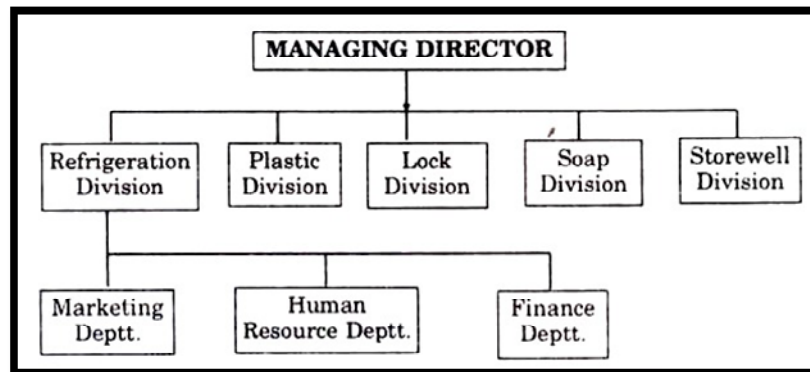 MANAGING DIRECTOR
Refrigeration
Division
Plastic
Division
Lock
Division
Soap
Division
Storewell
Division
Marketing
Deptt.
Human
Resource Deptt.
Finance
Deptt.